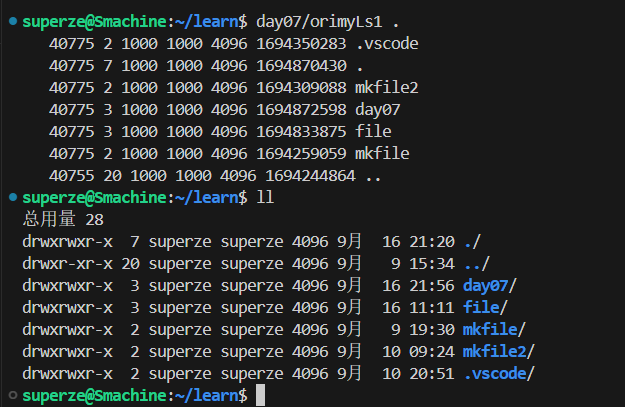 superze@Smachine:~/learn$ day07/orimyLs1 .
40775 2 1000 1000 4096 1694350283 .vscode
40775 7 1000 1000 4096 1694870430 .
40775 2 1000 1000 4096 1694309088 mkfile2
40775 3 1000 1000 4096 1694872598 day07
40775 3 1000 1000 4096 1694833875 file
40775 2 1000 1000 4096 1694259059 mkfile
40755 20 1000 1000 4096 1694244864 ..
superze@Smachine:~/learn$ ll
总用量 28
drwxrwxr-x  7 superze superze 4096 9月  16 21:20 ./
drwxr-xr-x 20 superze superze 4096 9月   9 15:34 ../
drwxrwxr-x  3 superze superze 4096 9月  16 21:56 day07/
drwxrwxr-x  3 superze superze 4096 9月  16 11:11 file/
drwxrwxr-x  2 superze superze 4096 9月   9 19:30 mkfile/
drwxrwxr-x  2 superze superze 4096 9月  10 09:24 mkfile2/
drwxrwxr-x  2 superze superze 4096 9月  10 20:51 .vscode/
superze@Smachine:~/learn$